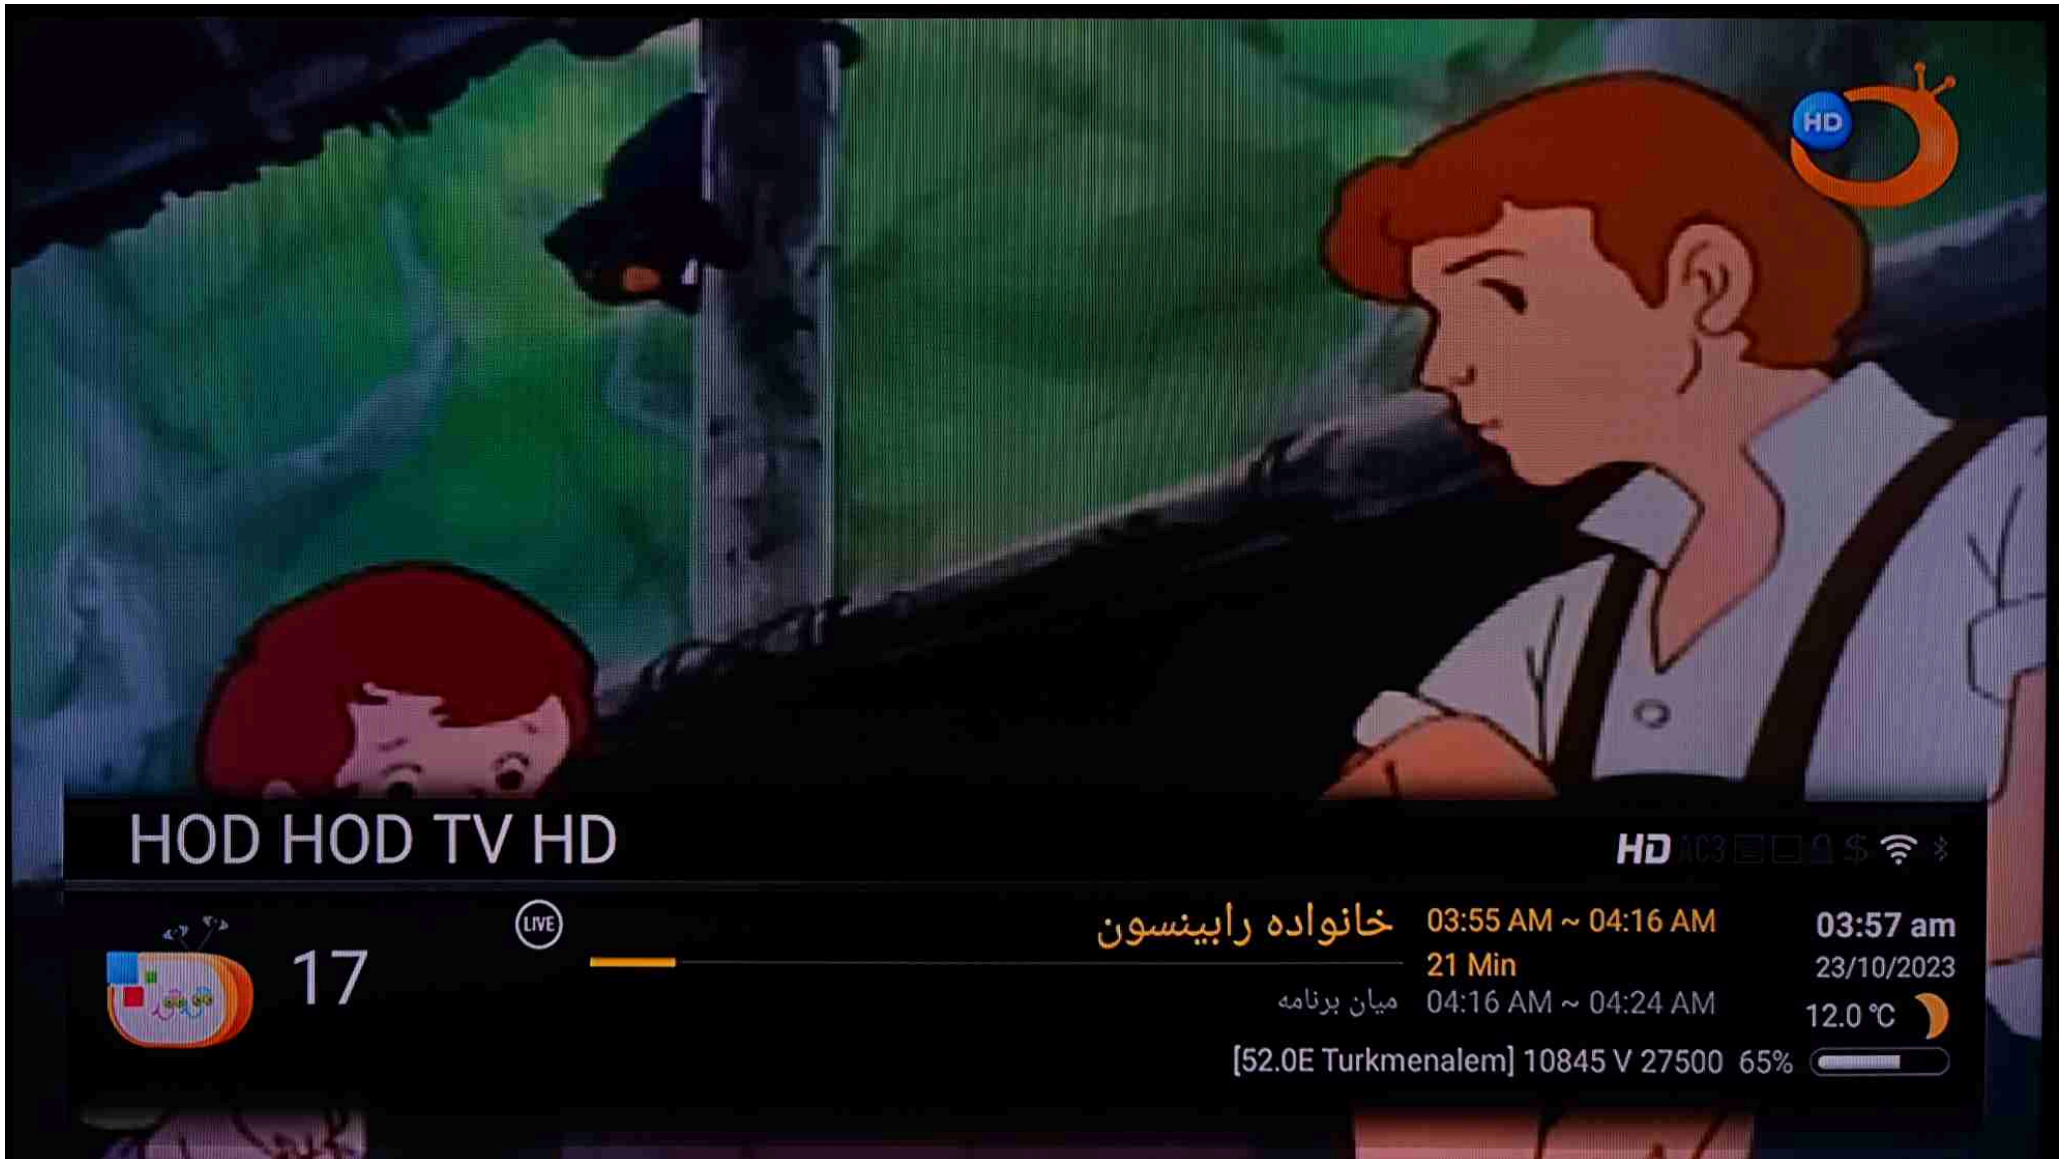 HD
HOD HOD TV HD
HD AC3 $
17
LIVE
خانواده رابینسون 03:55 AM ~ 04:16 AM
21 Min
میان برنامه 04:16 AM ~ 04:24 AM
03:57 am
23/10/2023
12.0 °C
[52.0E Turkmenalem] 10845 V 27500 65%